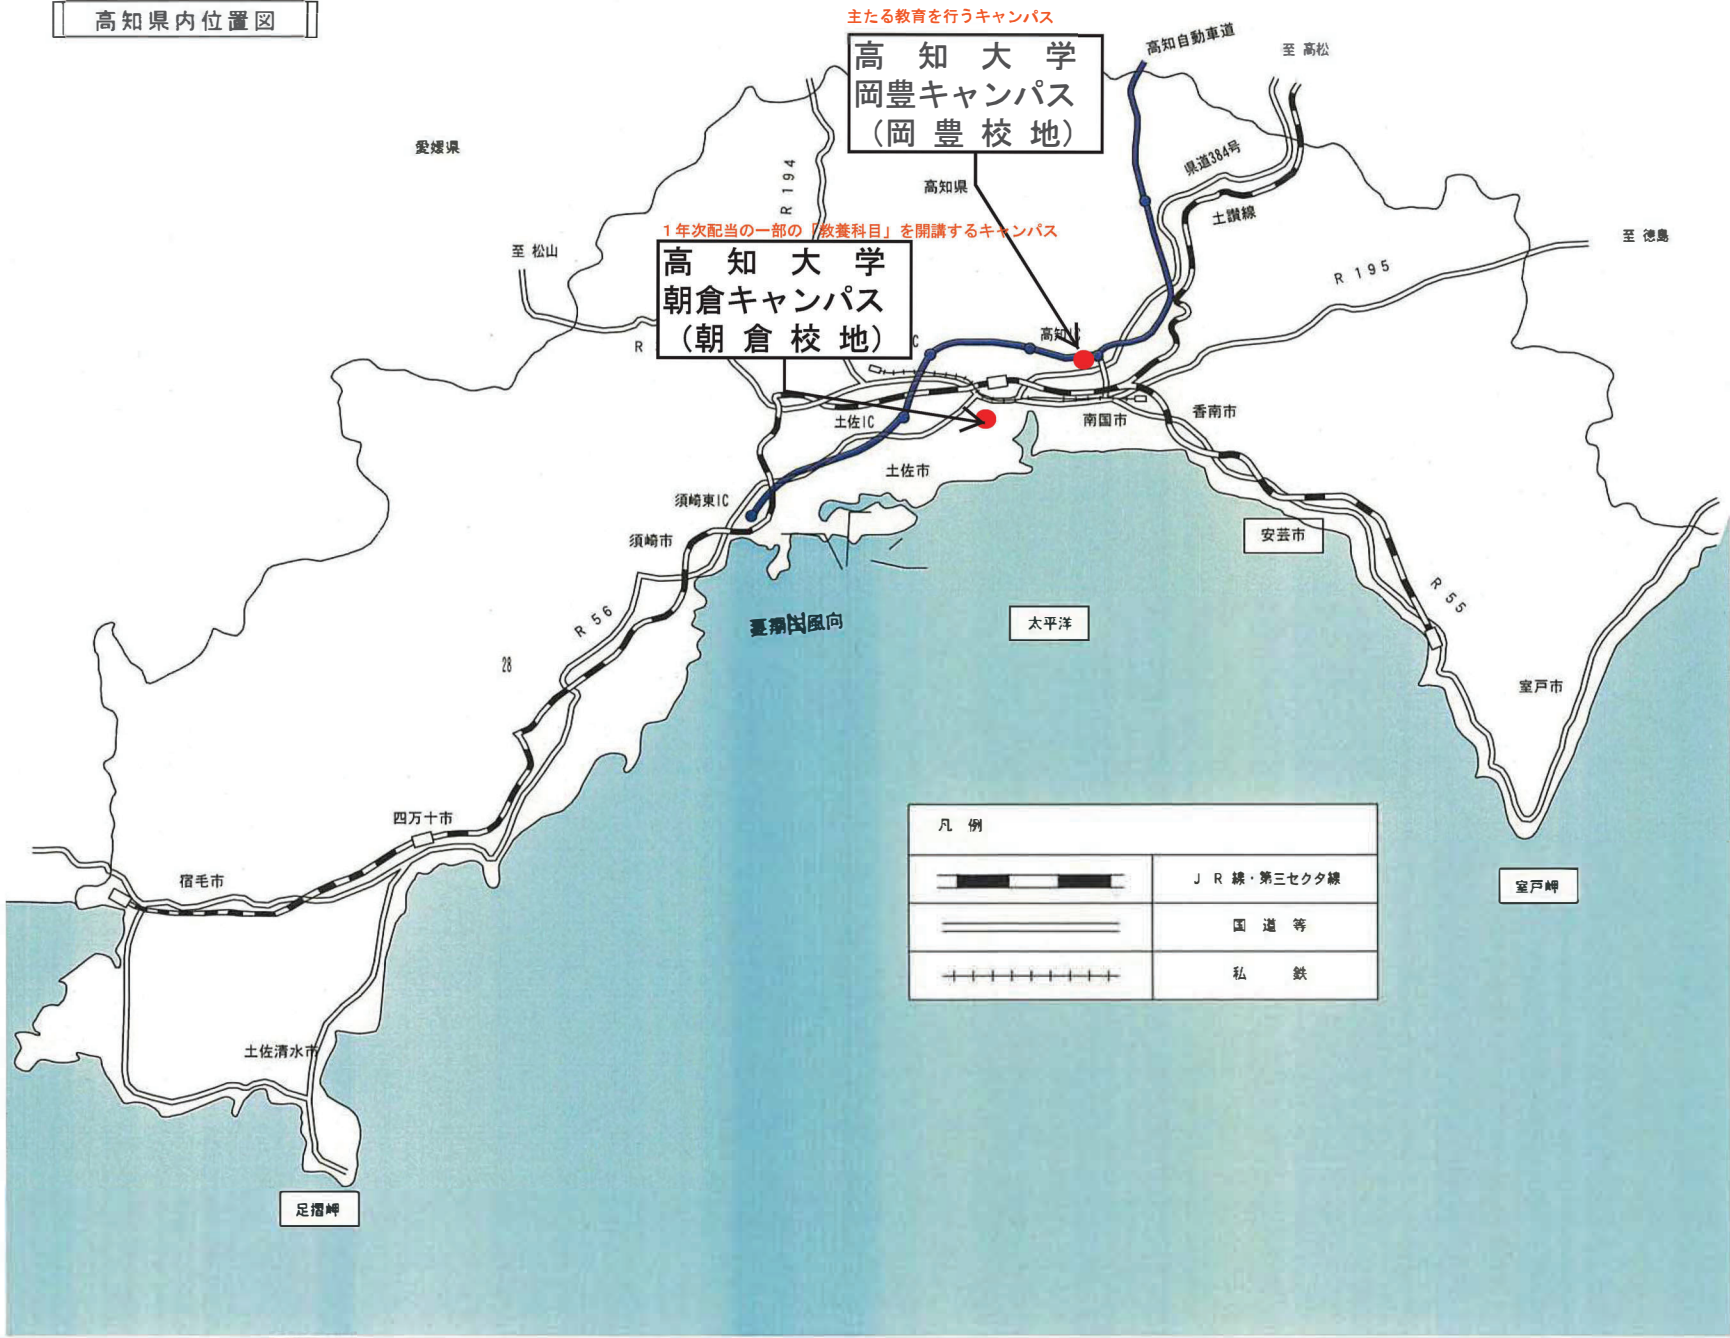 高知県内位置図
主たる教育を行うキャンパス
高知大学
岡豊キャンパス
（岡豊校地）
高知自動車道
至 高松
愛媛県
R 194
高知県
県道384号
土讃線
1年次配当の一部の「教養科目」を開講するキャンパス
高知大学
朝倉キャンパス
（朝倉校地）
至 松山
至 徳島
R 195
R
C
高知IC
土佐IC
南国市
香南市
土佐市
須崎東IC
須崎市
安芸市
R 56
R 55
太平洋
28
室戸市
四万十市
宿毛市
室戸岬
凡 例
JR線・第三セクタ線
国道等
私鉄
土佐清水市
足摺岬